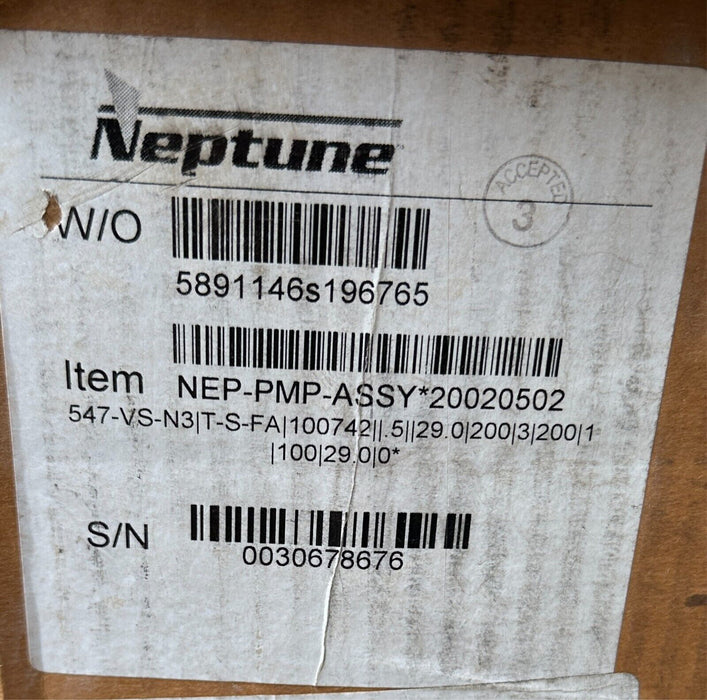 Neptune
ACCEPTED
3
W/O
5891146s196765
Item NEP-PMP-ASSY*20020502
547-VS-N3|T-S-FA|100742||.5||29.0|200|3|200|1
|100|29.0|0*
S/N
0030678676